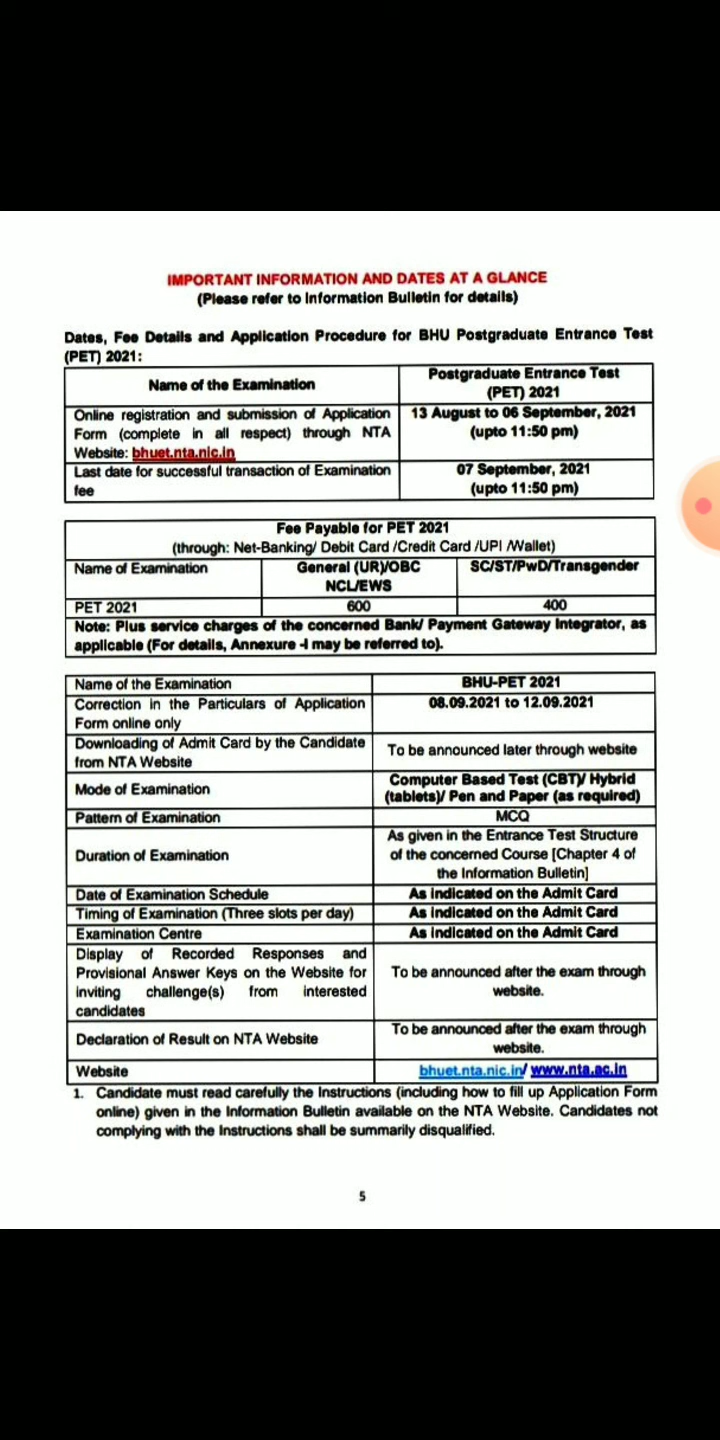 IMPORTANT INFORMATION AND DATES AT A GLANCE
(Please refer to Information Bulletin for details)
Dates, Fee Details and Application Procedure for BHU Postgraduate Entrance Test
(PET) 2021:
Name of the Examination
Postgraduate Entrance Test
(PET) 2021
Online registration and submission of Application
Form (complete in all respect) through NTA
Website: bhuet.nta.nic.in
13 August to 06 September, 2021
(upto 11:50 pm)
Last date for successful transaction of Examination
fee
07 September, 2021
(upto 11:50 pm)
Fee Payable for PET 2021
(through: Net-Banking/ Debit Card /Credit Card /UPI /Wallet)
Name of Examination
General (UR)/OBC
NCL/EWS
SC/ST/PwD/Transgender
PET 2021
600
400
Note: Plus service charges of the concerned Bank/ Payment Gateway Integrator, as
applicable (For details, Annexure -I may be referred to).
Name of the Examination
BHU-PET 2021
Correction in the Particulars of Application
Form online only
08.09.2021 to 12.09.2021
Downloading of Admit Card by the Candidate
from NTA Website
To be announced later through website
Mode of Examination
Computer Based Test (CBT)/ Hybrid
(tablets)/ Pen and Paper (as required)
Pattern of Examination
MCQ
Duration of Examination
As given in the Entrance Test Structure
of the concerned Course [Chapter 4 of
the Information Bulletin]
Date of Examination Schedule
As indicated on the Admit Card
Timing of Examination (Three slots per day)
As indicated on the Admit Card
Examination Centre
As indicated on the Admit Card
Display of Recorded Responses and
Provisional Answer Keys on the Website for
inviting challenge(s) from interested
candidates
To be announced after the exam through
website.
Declaration of Result on NTA Website
To be announced after the exam through
website.
Website
bhuet.nta.nic.in/ www.nta.ac.in
1. Candidate must read carefully the Instructions (including how to fill up Application Form
online) given in the Information Bulletin available on the NTA Website. Candidates not
complying with the Instructions shall be summarily disqualified.
5